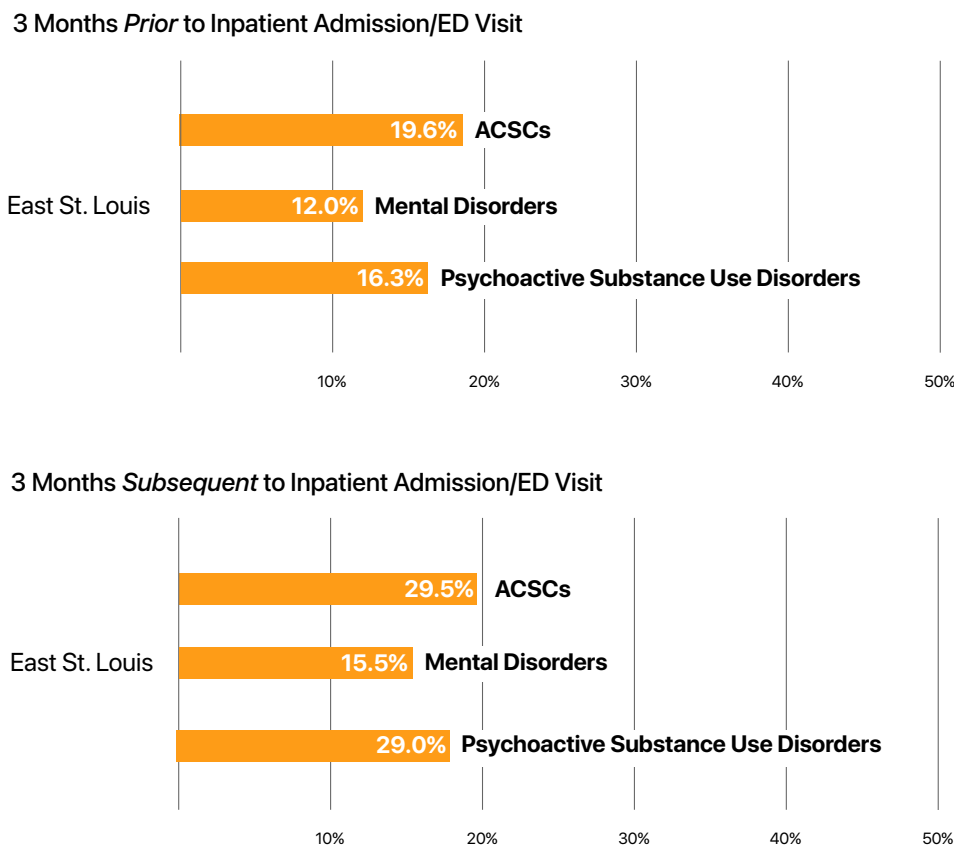 3 Months Prior to Inpatient Admission/ED Visit
19.6% ACSCs
East St. Louis 12.0% Mental Disorders
16.3% Psychoactive Substance Use Disorders
10% 20% 30% 40% 50%
3 Months Subsequent to Inpatient Admission/ED Visit
29.5% ACSCs
East St. Louis 15.5% Mental Disorders
29.0% Psychoactive Substance Use Disorders
10% 20% 30% 40% 50%